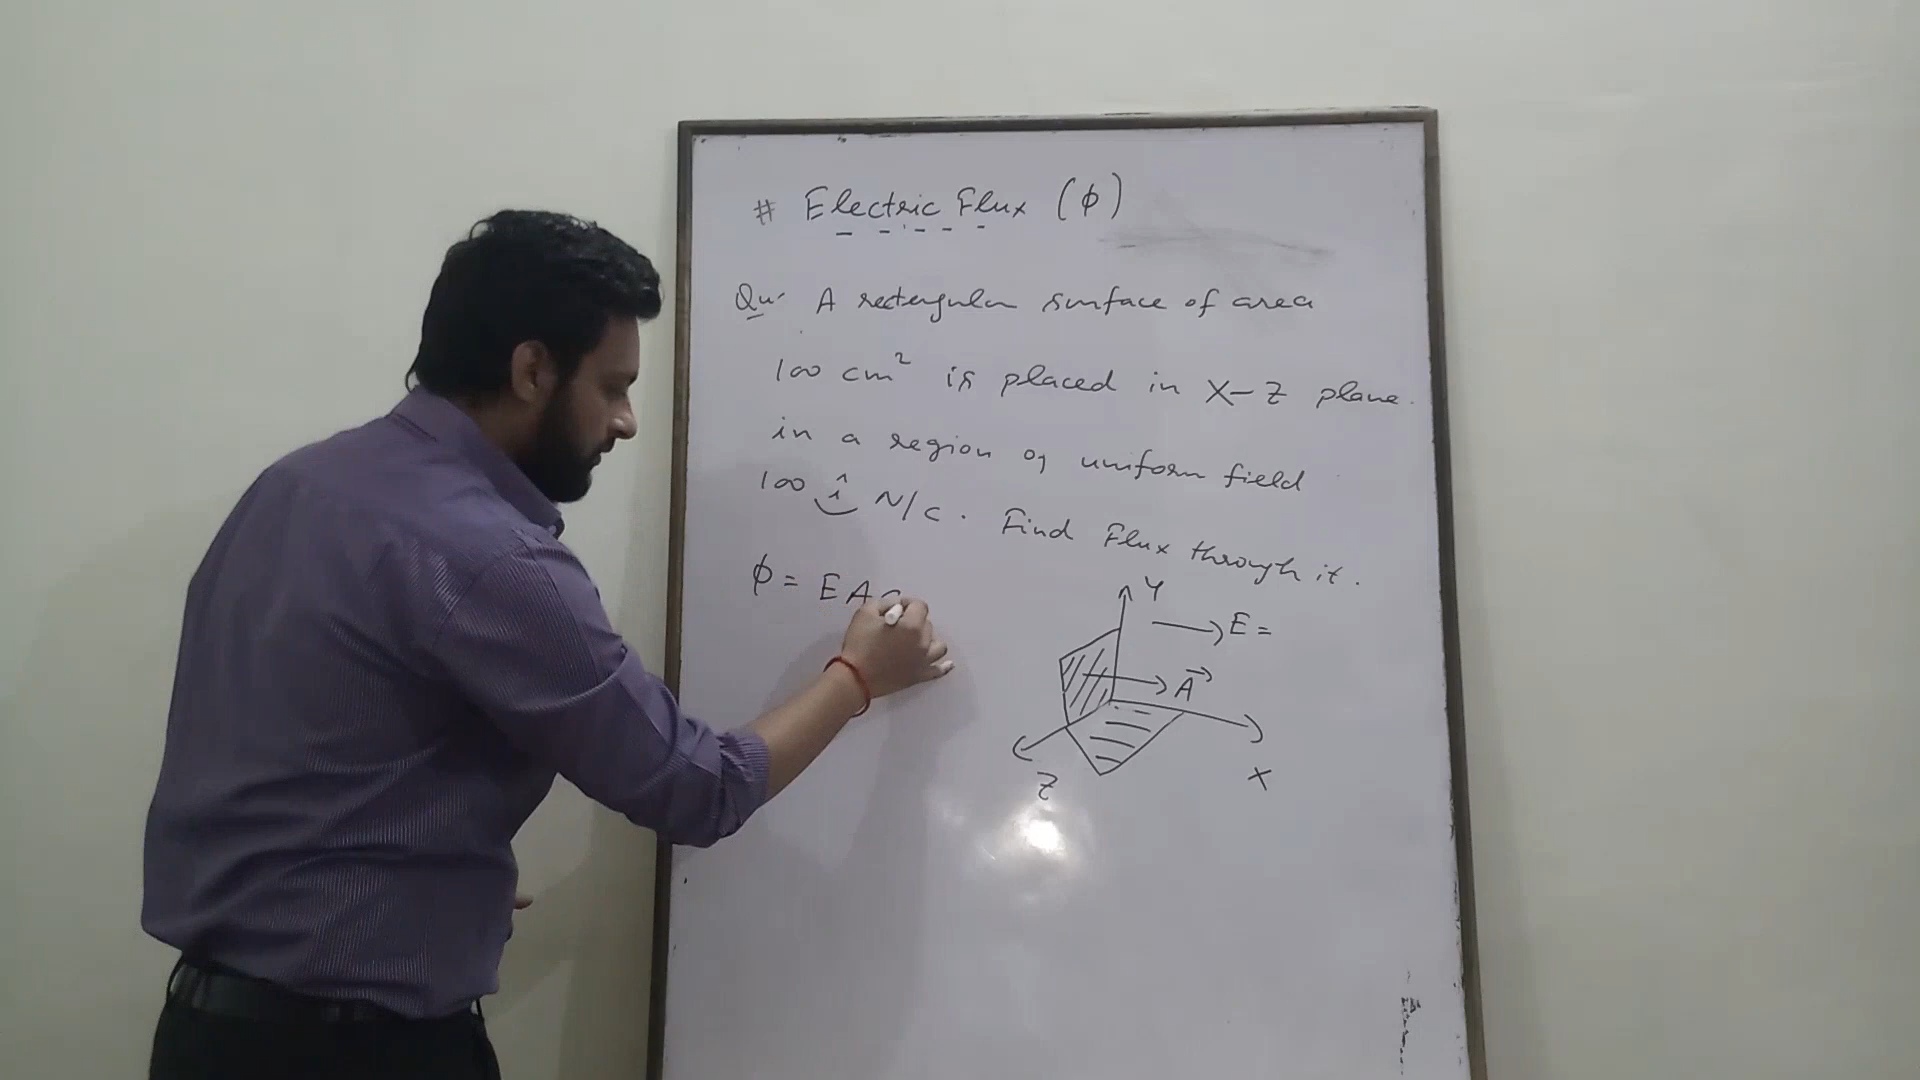 # Electric Flux (ϕ)
Qu. A rectangular surface of area
100 cm² is placed in X-Z plane.
in a region of uniform field
100 î N/C. Find Flux through it.
ϕ = E A C
Y
E =
A⃗
X
Z